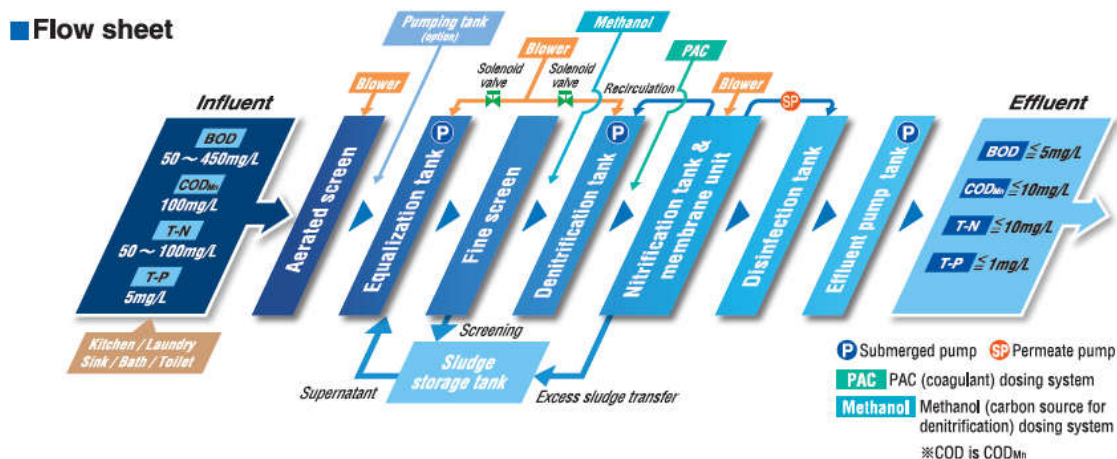 Flow sheet
Pumping tank
(option)
Methanol
Blower
PAC
Solenoid
valve
Solenoid
valve
Blower
Recirculation
Blower
SP
Influent
BOD
50～450mg/L
CODMn
100mg/L
T-N
50～100mg/L
T-P
5mg/L
Kitchen / Laundry
Sink / Bath / Toilet
Aerated screen
Equalization tank
P
Fine screen
Denitrification tank
P
Nitrification tank &
membrane unit
Disinfection tank
Effluent pump tank
P
Effluent
BOD ≦5mg/L
CODMn ≦10mg/L
T-N ≦10mg/L
T-P ≦1mg/L
Screening
Sludge
storage tank
Supernatant
Excess sludge transfer
P Submerged pump SP Permeate pump
PAC PAC (coagulant) dosing system
Methanol Methanol (carbon source for
denitrification) dosing system
※COD is CODMn